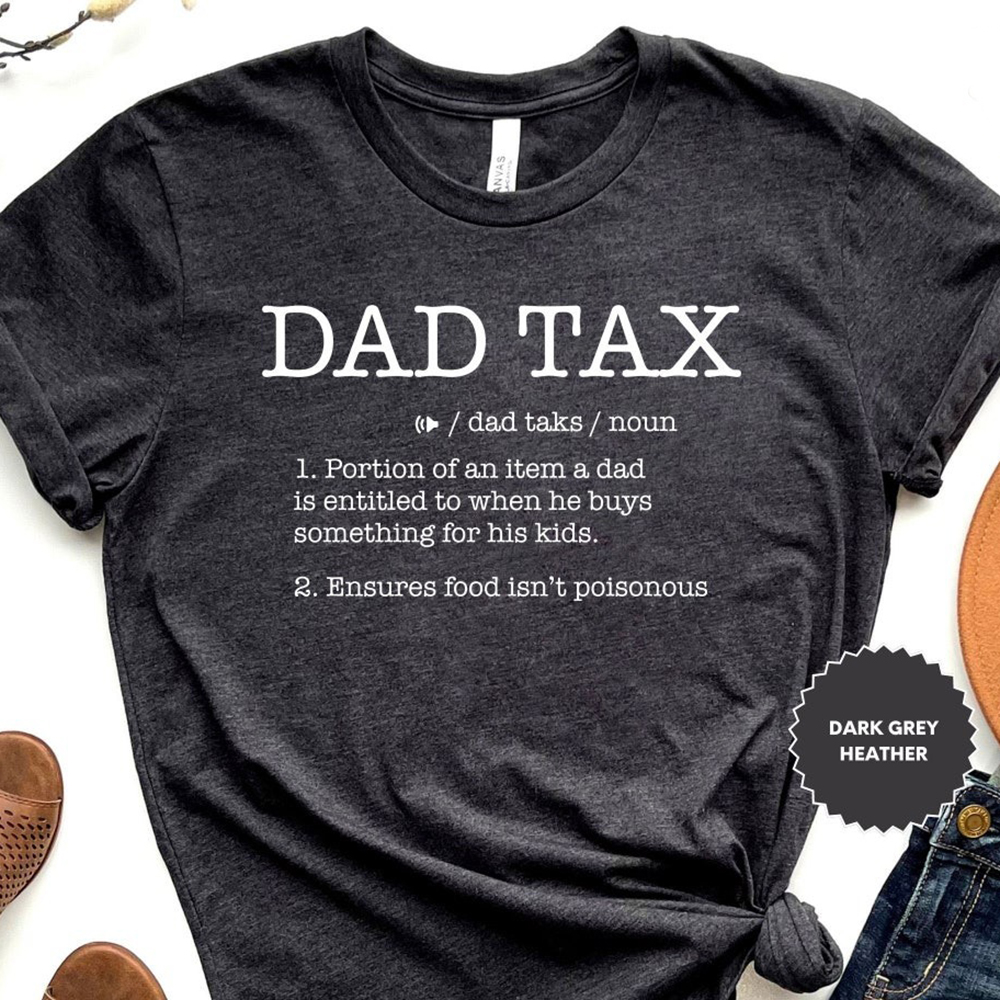 ANVAS
DAD TAX
/ dad taks / noun
1. Portion of an item a dad
is entitled to when he buys
something for his kids.
2. Ensures food isn't poisonous
DARK GREY
HEATHER